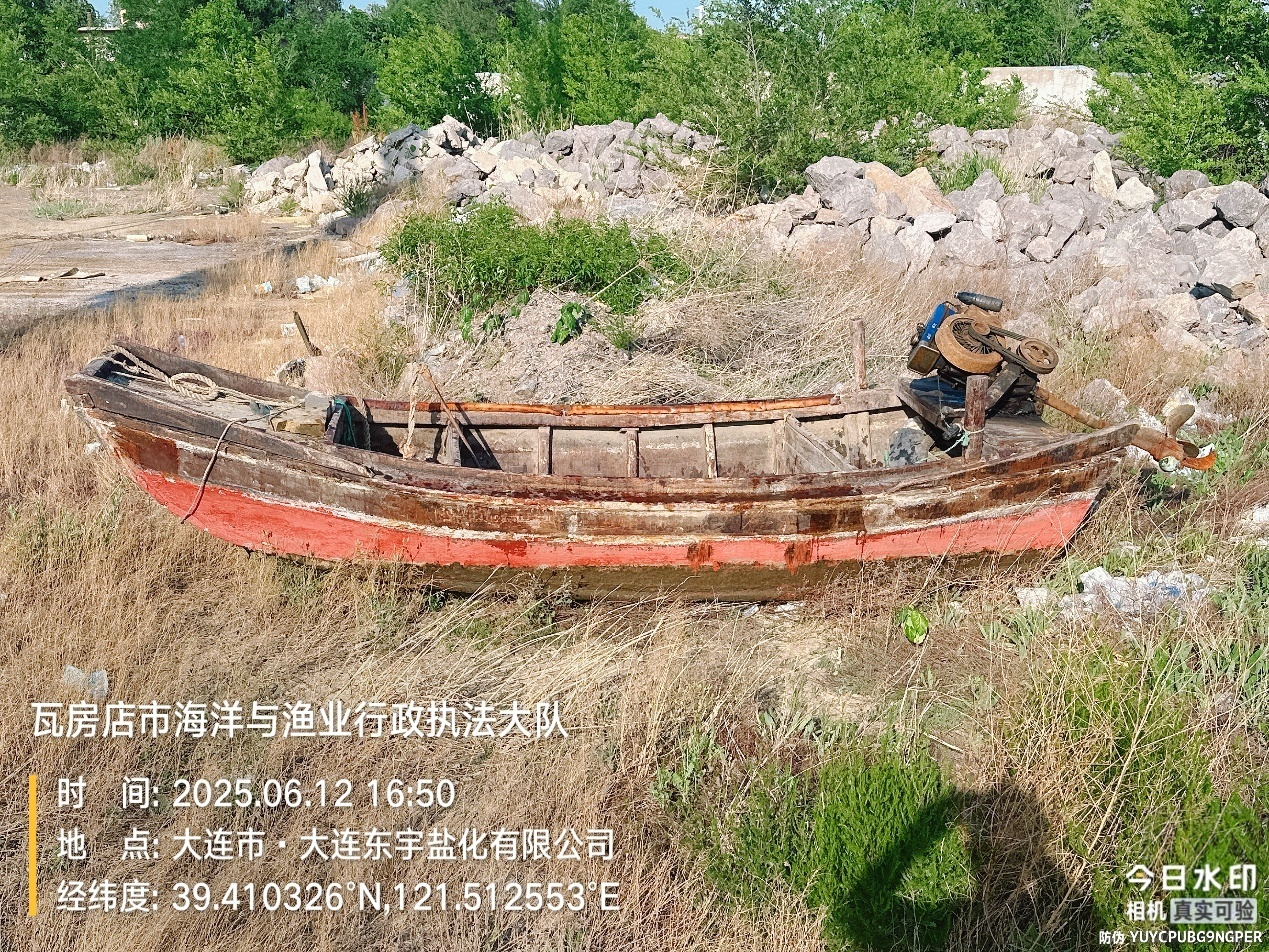 瓦房店市海洋与渔业行政执法大队
时 间: 2025.06.12 16:50
地 点: 大连市·大连东宇盐化有限公司
经纬度: 39.410326°N,121.512553°E
今日水印
相机 真实可验
防伪 YUYCPUBG9NGPER